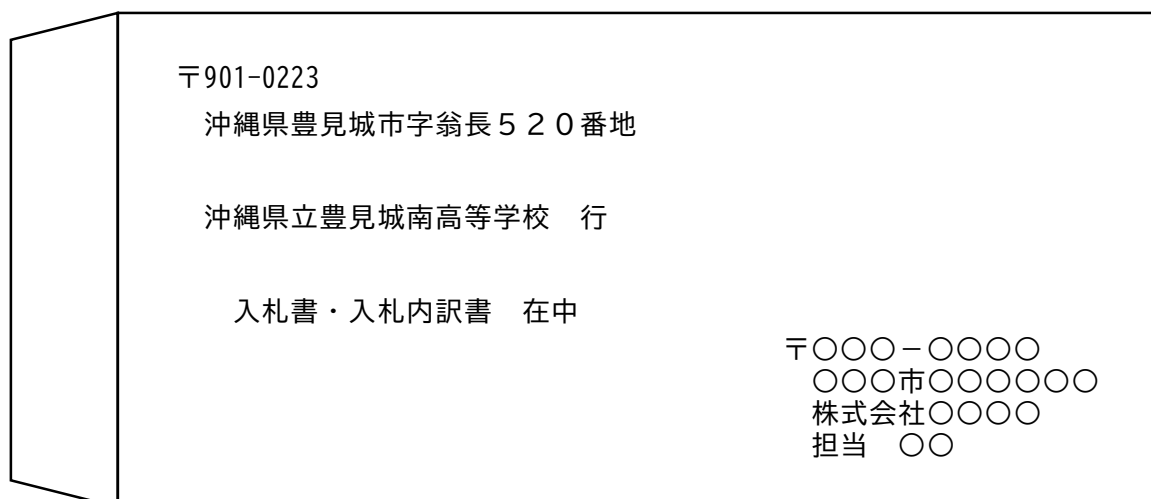 〒901-0223
沖縄県豊見城市字翁長５２０番地
沖縄県立豊見城南高等学校　行
入札書・入札内訳書　在中
〒○○○－○○○○
○○○市○○○○○○
株式会社○○○○
担当　○○